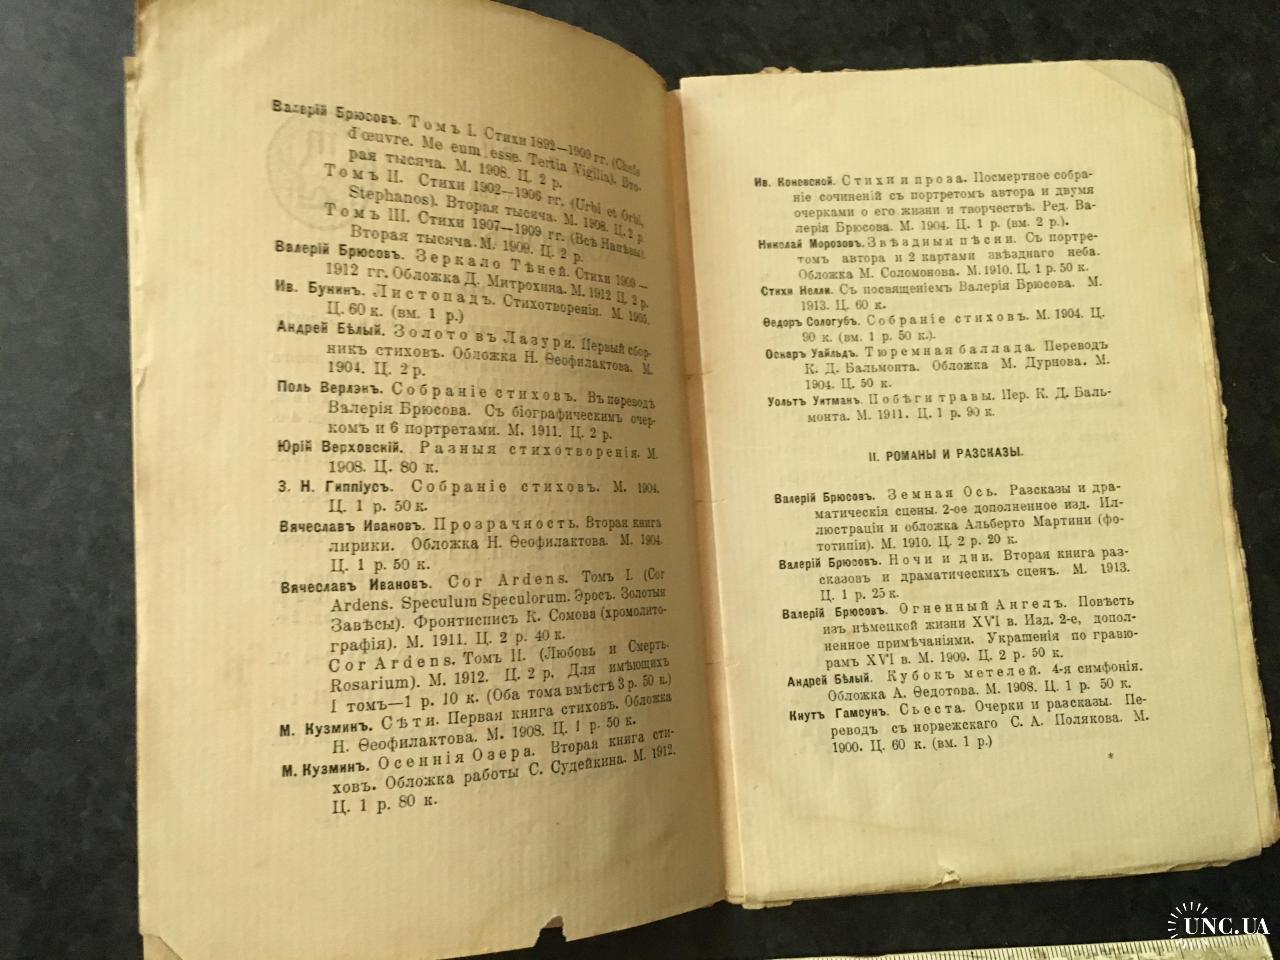 Валерій Брюсовъ. Томъ I. Стихи 1892—1909 гг. (Chefs
d'œuvre. Me eum esse. Tertia Vigilia). Вто-
рая тысяча. М. 1908. Ц. 2 р.
Томъ II. Стихи 1902—1906 гг. (Urbi et Orbi,
Stephanos). Вторая тысяча. М. 1908. Ц. 2 р.
Томъ III. Стихи 1907—1909 гг. (Всѣ Напѣвы).
Вторая тысяча. М. 1909. Ц. 2 р.
Валерій Брюсовъ. Зеркало Тѣней. Стихи 1909—
1912 гг. Обложка Д. Митрохина. М. 1912 Ц. 2 р.
Ив. Бунинъ. Листопадъ. Стихотворенія. М.
Ц. 60 к. (вм. 1 р.)
Андрей Бѣлый. Золото въ Лазури. Первый сбор-
никъ стиховъ. Обложка Н. Ѳеофилактова. М.
1904. Ц. 2 р.
Поль Верлэнъ. Собраніе стиховъ. Въ переводѣ
Валерія Брюсова. Съ біографическимъ очер-
комъ и 6 портретами. М. 1911. Ц. 2 р.
Юрій Верховскій. Разныя стихотворенія. М.
1908. Ц. 80 к.
З. Н. Гиппіусъ. Собраніе стиховъ. М. 1904.
Ц. 1 р. 50 к.
Вячеславъ Ивановъ. Прозрачность. Вторая книга
лирики. Обложка Н. Ѳеофилактова. М. 1904.
Ц. 1 р. 50 к.
Вячеславъ Ивановъ. Cor Ardens. Томъ I. (Cor
Ardens. Speculum Speculorum. Эросъ. Золотыя
Завѣсы). Фронтисписъ К. Сомова (хромолито-
графія). М. 1911. Ц. 2 р. 40 к.
Cor Ardens. Томъ II. (Любовь и Смерть.
Rosarium). М. 1912. Ц. 2 р. Для имѣющихъ
I томъ—1 р. 10 к. (Оба тома вмѣстѣ 3 р. 50 к.)
М. Кузминъ. Сѣти. Первая книга стиховъ. Обложка
Н. Ѳеофилактова. М. 1908. Ц. 1 р. 50 к.
М. Кузминъ. Осеннія Озера. Вторая книга сти-
ховъ. Обложка работы С. Судейкина. М. 1912.
Ц. 1 р. 80 к.
Ив. Коневской. Стихи и проза. Посмертное собра-
ніе сочиненій съ портретомъ автора и двумя
очерками о его жизни и творчествѣ. Ред. Ва-
лерія Брюсова. М. 1904. Ц. 1 р. (вм. 2 р.).
Николай Морозовъ. Звѣздныя пѣсни. Съ портре-
томъ автора и 2 картами звѣзднаго неба.
Обложка М. Соломонова. М. 1910. Ц. 1 р. 50 к.
Стихи Нелли. Съ посвященіемъ Валерія Брюсова. М.
1913. Ц. 60 к.
Ѳедоръ Сологубъ. Собраніе стиховъ. М. 1904. Ц.
90 к. (вм. 1 р. 50 к.).
Оскаръ Уайльдъ. Тюремная баллада. Переводъ
К. Д. Бальмонта. Обложка М. Дурнова. М.
1904. Ц. 50 к.
Уольтъ Уитманъ. Побѣги травы. Пер. К. Д. Баль-
монта. М. 1911. Ц. 1 р. 90 к.
II. РОМАНЫ И РАЗСКАЗЫ.
Валерій Брюсовъ. Земная Ось. Разсказы и дра-
матическія сцены. 2-ое дополненное изд. Ил-
люстраціи и обложка Альберто Мартини (фо-
тотипіи). М. 1910. Ц. 2 р. 20 к.
Валерій Брюсовъ. Ночи и дни. Вторая книга раз-
сказовъ и драматическихъ сценъ. М. 1913.
Ц. 1 р. 25 к.
Валерій Брюсовъ. Огненный Ангелъ. Повѣсть
изъ нѣмецкой жизни XVI в. Изд. 2-е, допол-
ненное примѣчаніями. Украшенія по гравю-
рамъ XVI в. М. 1909. Ц. 2 р. 50 к.
Андрей Бѣлый. Кубокъ метелей. 4-я симфонія.
Обложка А. Ѳедотова. М. 1908. Ц. 1 р. 50 к.
Кнутъ Гамсунъ. Сьеста. Очерки и разсказы. Пе-
реводъ съ норвежскаго С. А. Полякова. М.
1900. Ц. 60 к. (вм. 1 р.)
*
UNC.UA